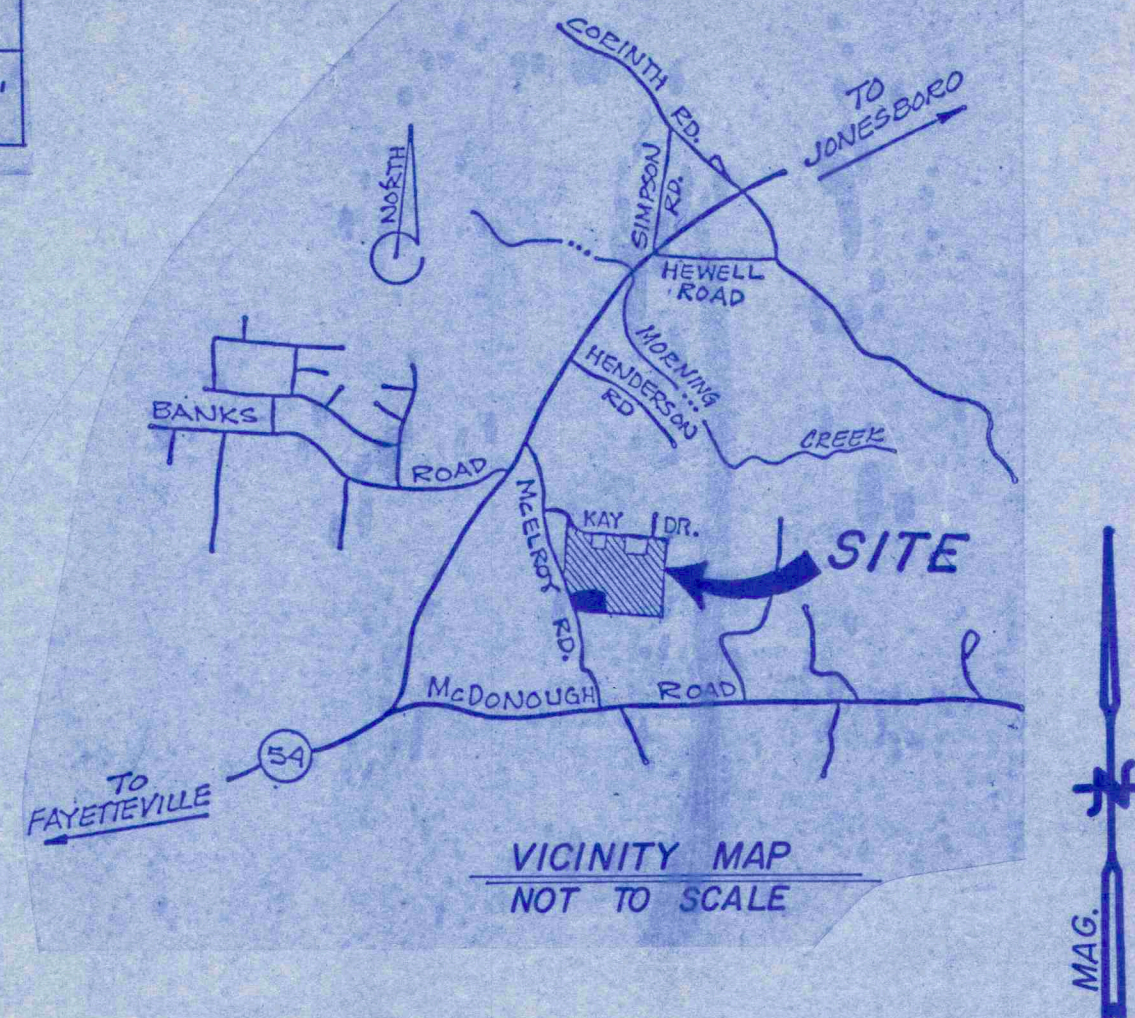 CORINTH RD.
TO
JONESBORO
NORTH
SIMPSON
RD.
HEWELL
ROAD
MORNING
HENDERSON
RD
CREEK
BANKS
ROAD
McELROY RD.
KAY DR.
SITE
McDONOUGH ROAD
54
TO
FAYETTEVILLE
VICINITY MAP
NOT TO SCALE
MAG.